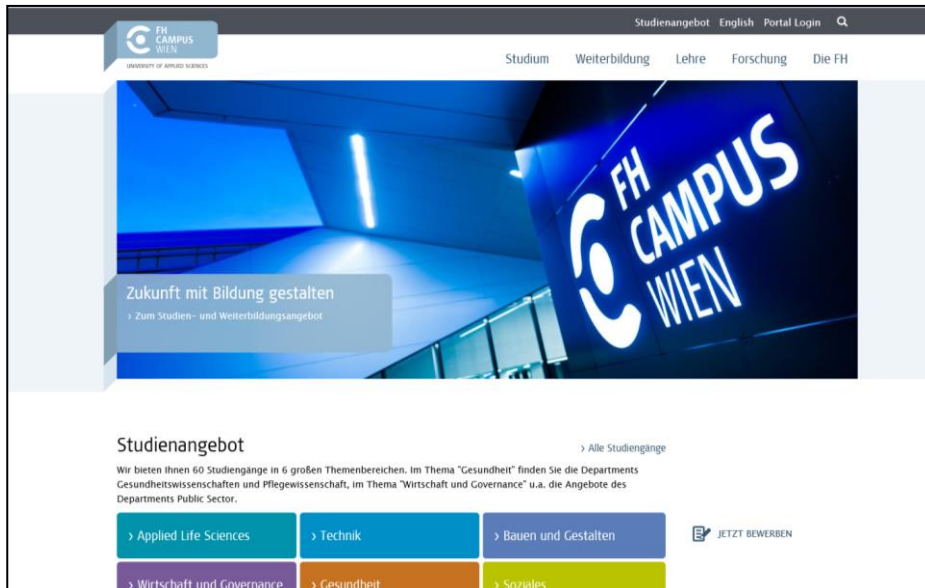 Studienangebot English Portal Login
FH
CAMPUS
WIEN
UNIVERSITY OF APPLIED SCIENCES
Studium Weiterbildung Lehre Forschung Die FH
FH
CAMPUS
WIEN
Zukunft mit Bildung gestalten
› Zum Studien- und Weiterbildungsangebot
Studienangebot
› Alle Studiengänge
Wir bieten Ihnen 60 Studiengänge in 6 großen Themenbereichen. Im Thema "Gesundheit" finden Sie die Departments
Gesundheitswissenschaften und Pflegewissenschaft, im Thema "Wirtschaft und Governance" u.a. die Angebote des
Departments Public Sector.
› Applied Life Sciences › Technik › Bauen und Gestalten
JETZT BEWERBEN
› Wirtschaft und Governance › Gesundheit › Soziales